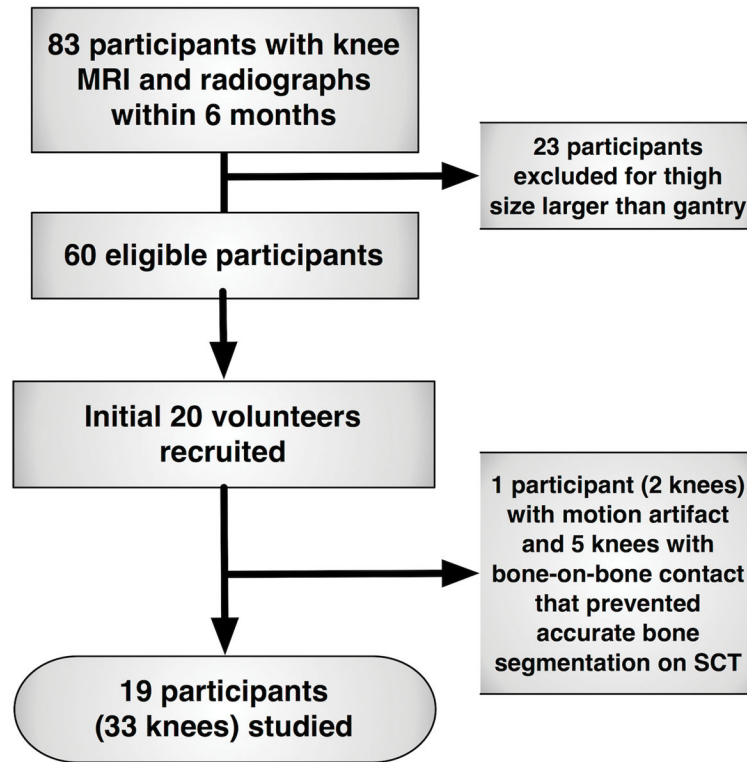 83 participants with knee
MRI and radiographs
within 6 months
23 participants
excluded for thigh
size larger than gantry
60 eligible participants
Initial 20 volunteers
recruited
1 participant (2 knees)
with motion artifact
and 5 knees with
bone-on-bone contact
that prevented
accurate bone
segmentation on SCT
19 participants
(33 knees) studied